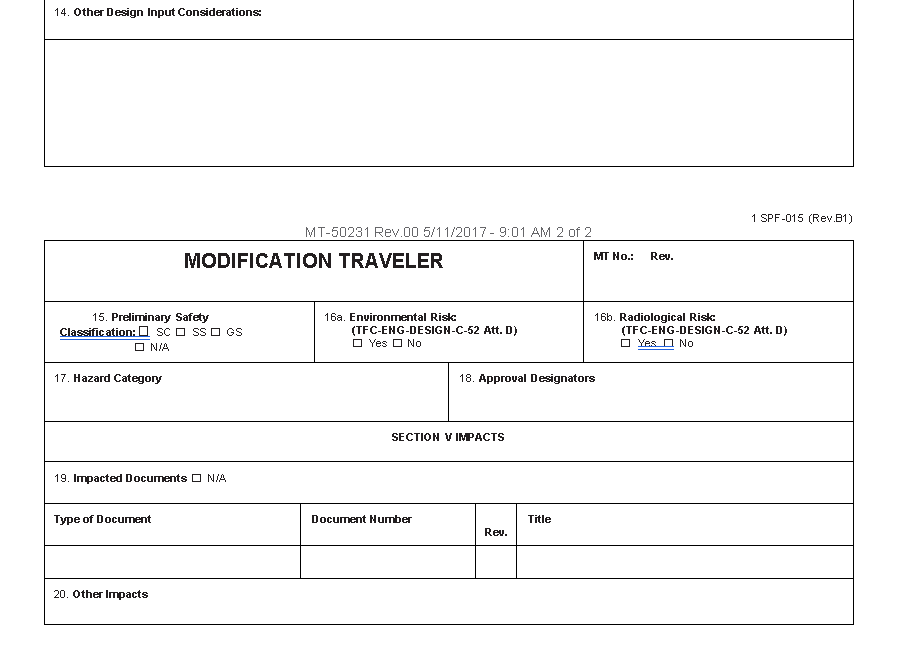 14. Other Design Input Considerations:
1 SPF-015 (Rev.B1)
MT-50231 Rev.00 5/11/2017 - 9:01 AM 2 of 2
MODIFICATION TRAVELER
MT No.: Rev.
15. Preliminary Safety
Classification: ☐ SC ☐ SS ☐ GS
☐ N/A
16a. Environmental Risk:
(TFC-ENG-DESIGN-C-52 Att. D)
☐ Yes ☐ No
16b. Radiological Risk:
(TFC-ENG-DESIGN-C-52 Att. D)
☐ Yes ☐ No
17. Hazard Category
18. Approval Designators
SECTION V IMPACTS
19. Impacted Documents ☐ N/A
Type of Document
Document Number
Rev.
Title
20. Other Impacts